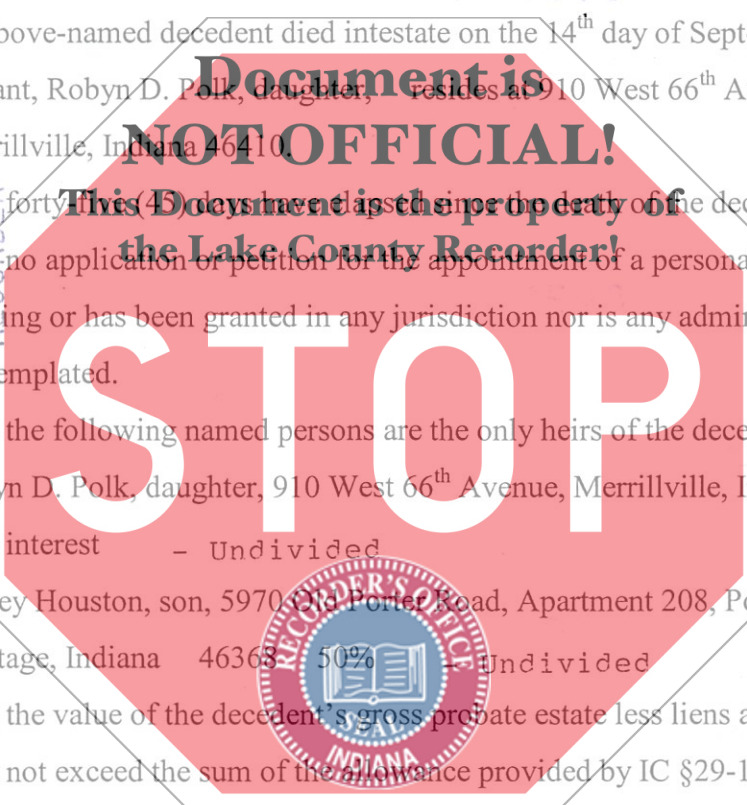 bove-named decedent died intestate on the 14th day of Sept
ant, Robyn D. Polk, daughter, resides at 910 West 66th A
Document is
rillville, Indiana 46410.
NOT OFFICIAL!
forty-five (45) days have elapsed since the death of the dec
This Document is the property of
the Lake County Recorder!
no application or petition for the appointment of a persona
ing or has been granted in any jurisdiction nor is any admin
templated.
STOP
the following named persons are the only heirs of the dece
yn D. Polk, daughter, 910 West 66th Avenue, Merrillville, I
interest - Undivided
ey Houston, son, 5970 Old Porter Road, Apartment 208, Po
tage, Indiana 46368 50% - Undivided
RECORDER'S OFFICE
SEAL
INDIANA
the value of the decedent's gross probate estate less liens a
not exceed the sum of the allowance provided by IC §29-1